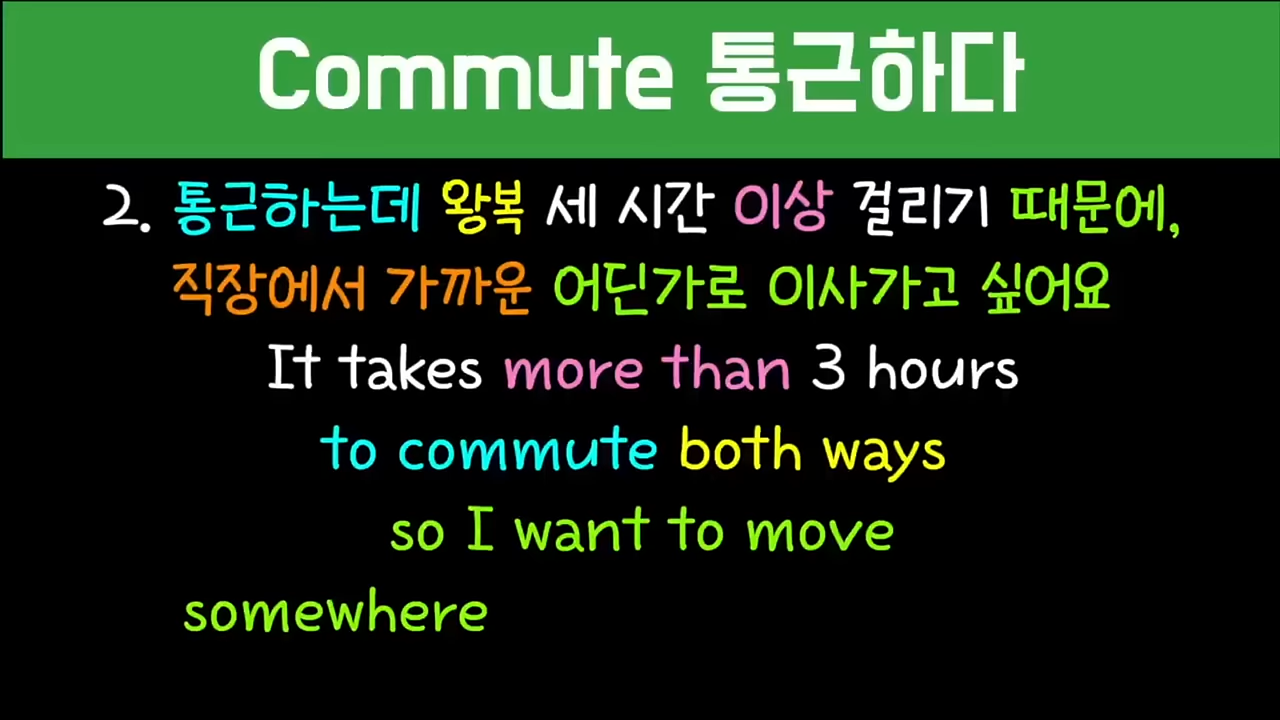 Commute 통근하다
2. 통근하는데 왕복 세 시간 이상 걸리기 때문에,
직장에서 가까운 어딘가로 이사가고 싶어요
It takes more than 3 hours
to commute both ways
so I want to move
somewhere